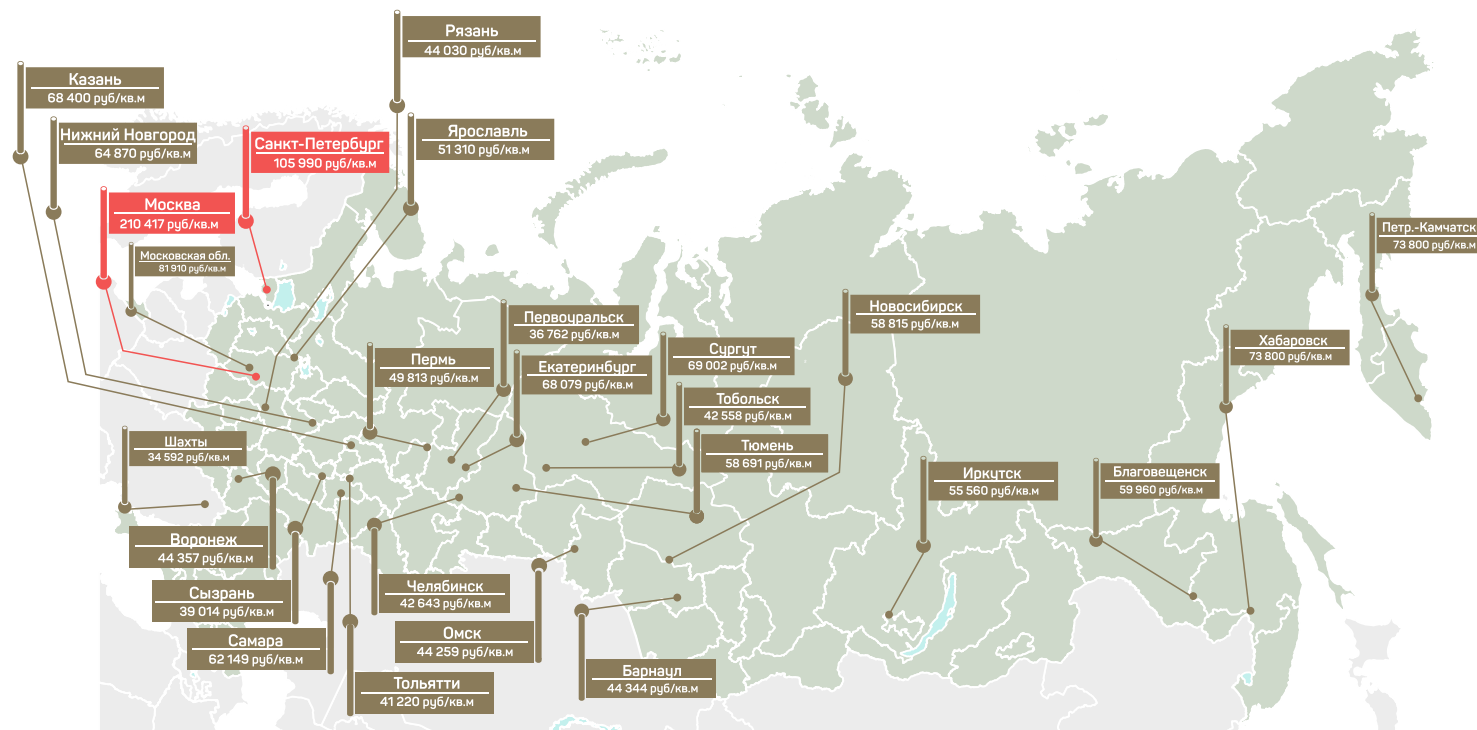 Рязань
44 030 руб/кв.м
Казань
68 400 руб/кв.м
Нижний Новгород
64 870 руб/кв.м
Санкт-Петербург
105 990 руб/кв.м
Ярославль
51 310 руб/кв.м
Москва
210 417 руб/кв.м
Московская обл.
81 910 руб/кв.м
Петр.-Камчатск
73 800 руб/кв.м
Первоуральск
36 762 руб/кв.м
Новосибирск
58 815 руб/кв.м
Хабаровск
73 800 руб/кв.м
Пермь
49 813 руб/кв.м
Екатеринбург
68 079 руб/кв.м
Сургут
69 002 руб/кв.м
Тобольск
42 558 руб/кв.м
Шахты
34 592 руб/кв.м
Тюмень
58 691 руб/кв.м
Иркутск
55 560 руб/кв.м
Благовещенск
59 960 руб/кв.м
Воронеж
44 357 руб/кв.м
Сызрань
39 014 руб/кв.м
Челябинск
42 643 руб/кв.м
Самара
62 149 руб/кв.м
Омск
44 259 руб/кв.м
Тольятти
41 220 руб/кв.м
Барнаул
44 344 руб/кв.м